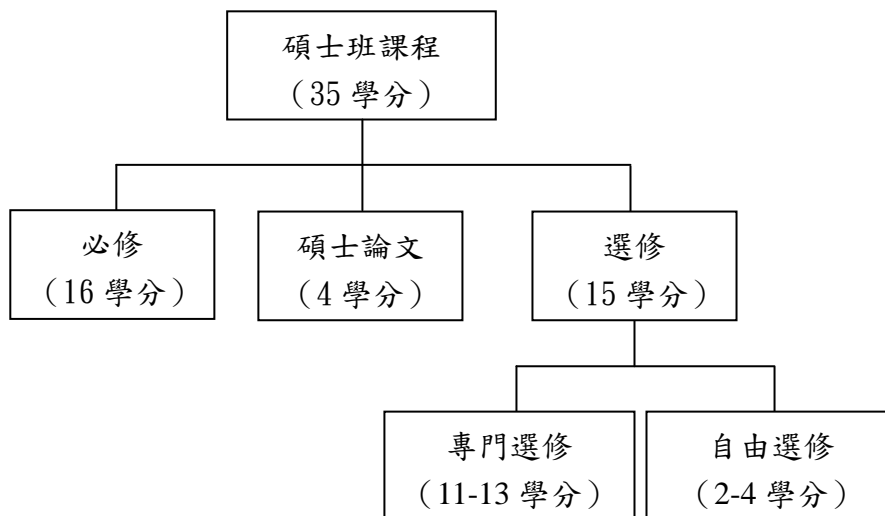 碩士班課程
（35 學分）
必修
（16 學分）
碩士論文
（4 學分）
選修
（15 學分）
專門選修
（11-13 學分）
自由選修
（2-4 學分）